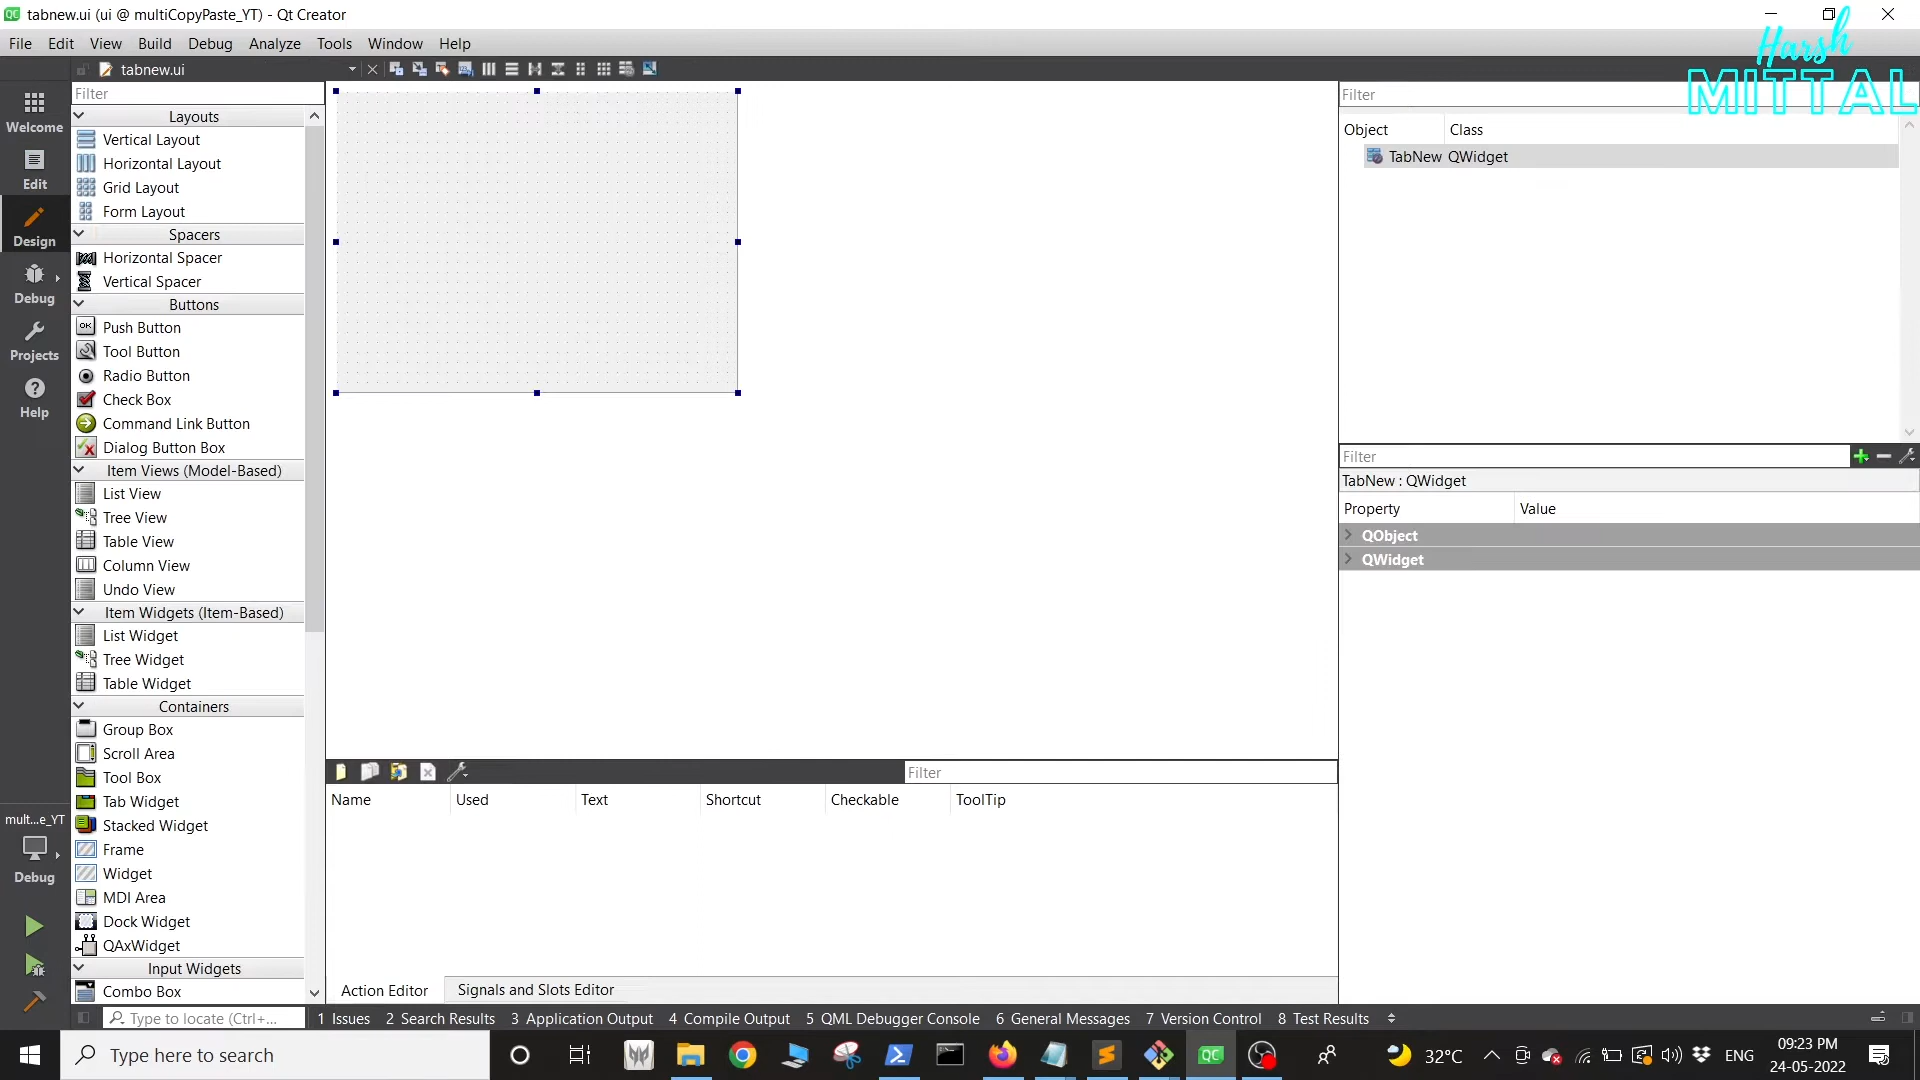 tabnew.ui (ui @ multiCopyPaste_YT) - Qt Creator
File Edit View Build Debug Analyze Tools Window Help
Harsh
MITTAL
tabnew.ui
Filter
Layouts
Vertical Layout
Horizontal Layout
Grid Layout
Form Layout
Spacers
Horizontal Spacer
Vertical Spacer
Buttons
OK Push Button
Tool Button
Radio Button
Check Box
Command Link Button
Dialog Button Box
Item Views (Model-Based)
List View
Tree View
Table View
Column View
Undo View
Item Widgets (Item-Based)
List Widget
Tree Widget
Table Widget
Containers
Group Box
Scroll Area
Tool Box
Tab Widget
Stacked Widget
Frame
Widget
MDI Area
Dock Widget
QAxWidget
Input Widgets
Combo Box
Welcome
Edit
Design
Debug
Projects
Help
mult...e_YT
Debug
Filter
Object Class
TabNew QWidget
Filter
TabNew : QWidget
Property Value
QObject
QWidget
Filter
Name Used Text Shortcut Checkable ToolTip
Action Editor Signals and Slots Editor
Type to locate (Ctrl+... 1 Issues 2 Search Results 3 Application Output 4 Compile Output 5 QML Debugger Console 6 General Messages 7 Version Control 8 Test Results
Type here to search
QC
32°C
ENG
09:23 PM
24-05-2022